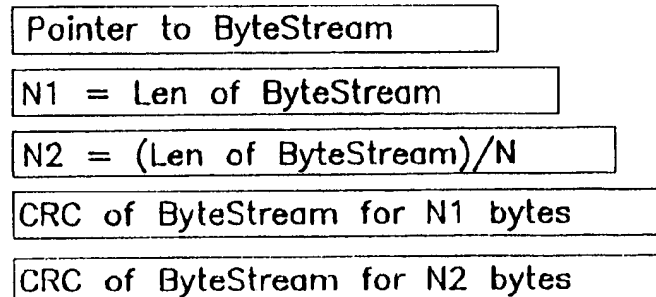 Pointer to ByteStream
N1 = Len of ByteStream
N2 = (Len of ByteStream)/N
CRC of ByteStream for N1 bytes
CRC of ByteStream for N2 bytes